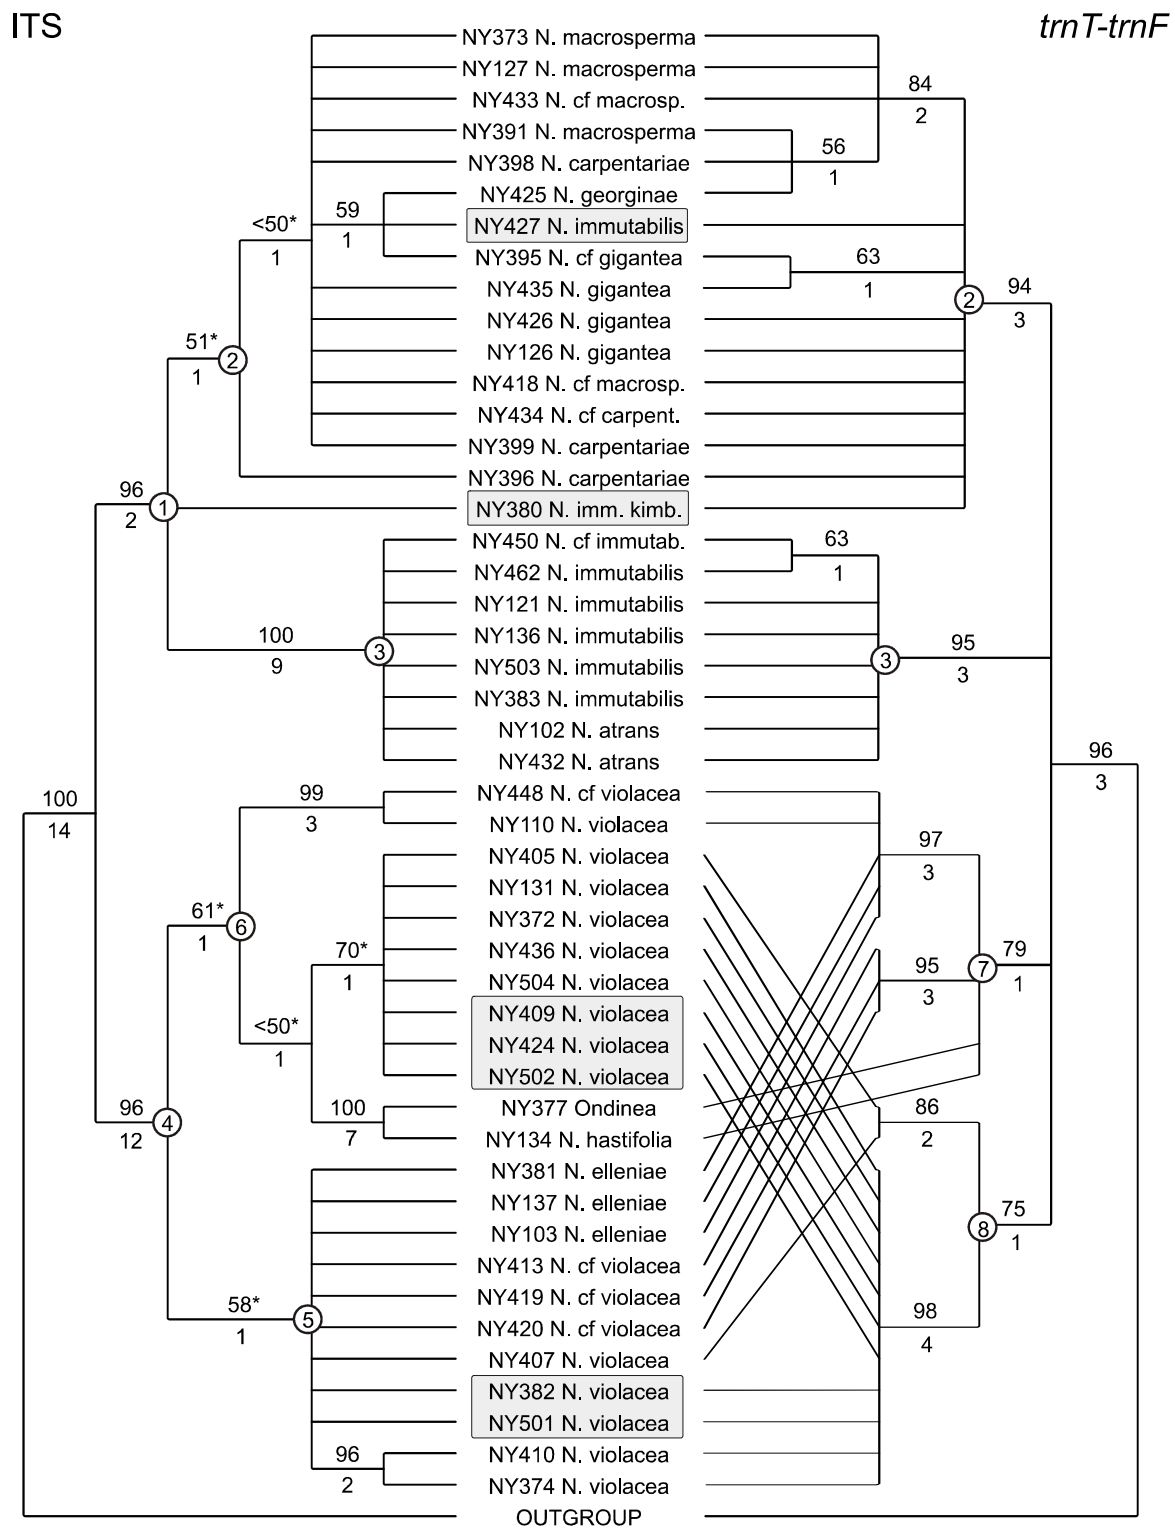 ITS
trnT-trnF
NY373 N. macrosperma
NY127 N. macrosperma
84
NY433 N. cf macrosp.
2
NY391 N. macrosperma
56
NY398 N. carpentariae
1
NY425 N. georginae
<50*
59
NY427 N. immutabilis
1
1
NY395 N. cf gigantea
63
NY435 N. gigantea
1
94
2
3
NY426 N. gigantea
51*
NY126 N. gigantea
2
1
NY418 N. cf macrosp.
NY434 N. cf carpent.
NY399 N. carpentariae
NY396 N. carpentariae
96
1
2
NY380 N. imm. kimb.
NY450 N. cf immutab.
63
NY462 N. immutabilis
1
NY121 N. immutabilis
100
NY136 N. immutabilis
95
3
3
9
NY503 N. immutabilis
3
NY383 N. immutabilis
NY102 N. atrans
NY432 N. atrans
96
3
99
NY448 N. cf violacea
100
3
NY110 N. violacea
14
97
NY405 N. violacea
3
NY131 N. violacea
61*
6
1
NY372 N. violacea
70*
NY436 N. violacea
79
7
1
95
1
NY504 N. violacea
3
NY409 N. violacea
<50*
NY424 N. violacea
1
NY502 N. violacea
100
NY377 Ondinea
86
96
4
12
7
NY134 N. hastifolia
2
NY381 N. elleniae
NY137 N. elleniae
75
8
1
NY103 N. elleniae
NY413 N. cf violacea
58*
NY419 N. cf violacea
98
5
1
NY420 N. cf violacea
4
NY407 N. violacea
NY382 N. violacea
NY501 N. violacea
96
NY410 N. violacea
2
NY374 N. violacea
OUTGROUP